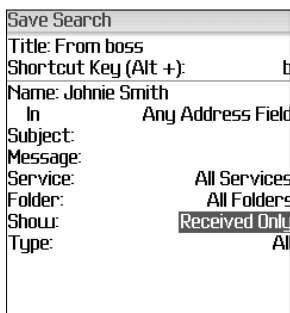 Save Search
Title: From boss
Shortcut Key (Alt +): b
Name: Johnie Smith
In Any Address Field
Subject:
Message:
Service: All Services
Folder: All Folders
Show: Received Only
Type: All